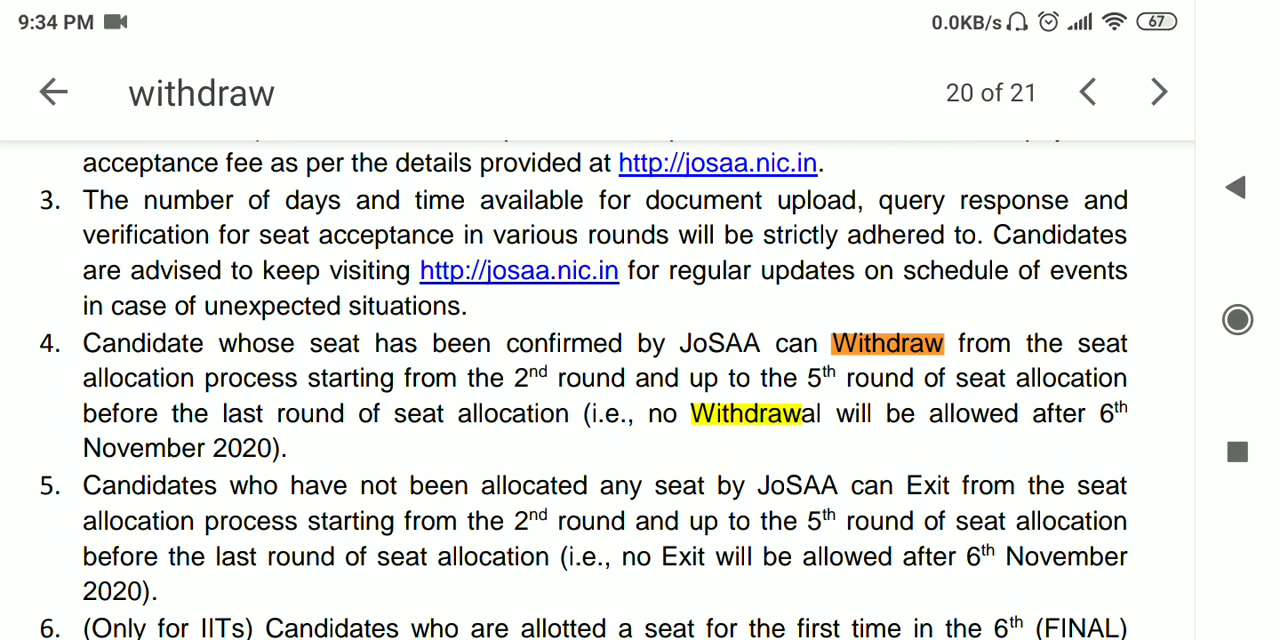 9:34 PM 0.0KB/s 67
withdraw 20 of 21
acceptance fee as per the details provided at http://josaa.nic.in.
3. The number of days and time available for document upload, query response and
verification for seat acceptance in various rounds will be strictly adhered to. Candidates
are advised to keep visiting http://josaa.nic.in for regular updates on schedule of events
in case of unexpected situations.
4. Candidate whose seat has been confirmed by JoSAA can Withdraw from the seat
allocation process starting from the 2nd round and up to the 5th round of seat allocation
before the last round of seat allocation (i.e., no Withdrawal will be allowed after 6th
November 2020).
5. Candidates who have not been allocated any seat by JoSAA can Exit from the seat
allocation process starting from the 2nd round and up to the 5th round of seat allocation
before the last round of seat allocation (i.e., no Exit will be allowed after 6th November
2020).
6. (Only for IITs) Candidates who are allotted a seat for the first time in the 6th (FINAL)